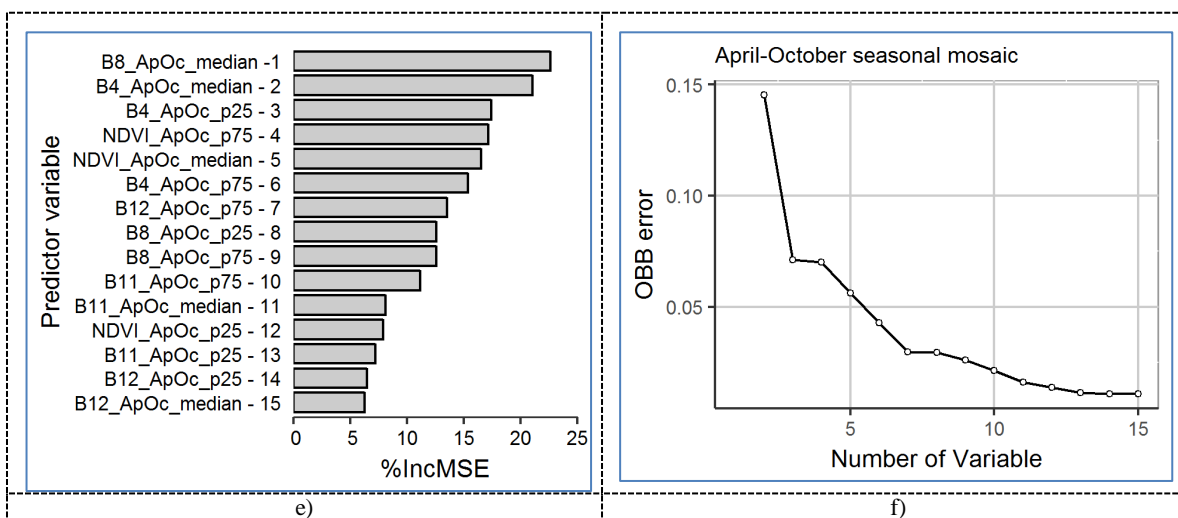 Predictor variable
B8_ApOc_median -1
B4_ApOc_median - 2
B4_ApOc_p25 - 3
NDVI_ApOc_p75 - 4
NDVI_ApOc_median - 5
B4_ApOc_p75 - 6
B12_ApOc_p75 - 7
B8_ApOc_p25 - 8
B8_ApOc_p75 - 9
B11_ApOc_p75 - 10
B11_ApOc_median - 11
NDVI_ApOc_p25 - 12
B11_ApOc_p25 - 13
B12_ApOc_p25 - 14
B12_ApOc_median - 15
0 5 10 15 20 25
%IncMSE
e)
April-October seasonal mosaic
OBB error
0.15
0.10
0.05
5 10 15
Number of Variable
f)